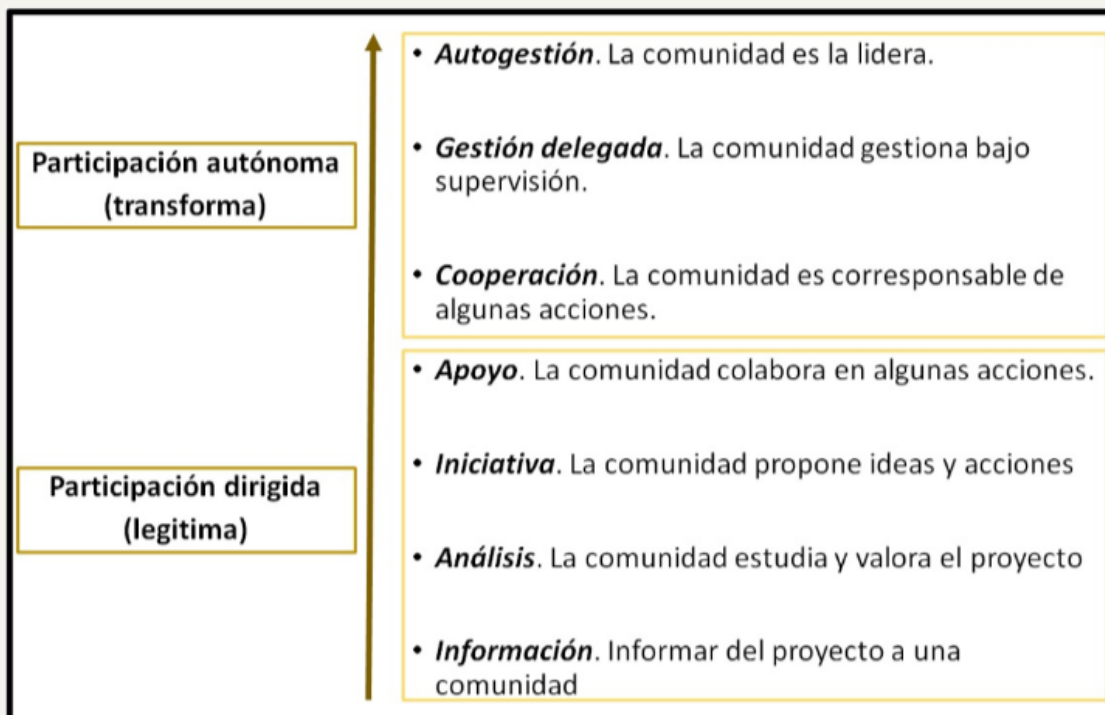 Participación autónoma
(transforma)
Participación dirigida
(legitima)
• Autogestión. La comunidad es la lidera.
• Gestión delegada. La comunidad gestiona bajo
supervisión.
• Cooperación. La comunidad es corresponsable de
algunas acciones.
• Apoyo. La comunidad colabora en algunas acciones.
• Iniciativa. La comunidad propone ideas y acciones
• Análisis. La comunidad estudia y valora el proyecto
• Información. Informar del proyecto a una
comunidad